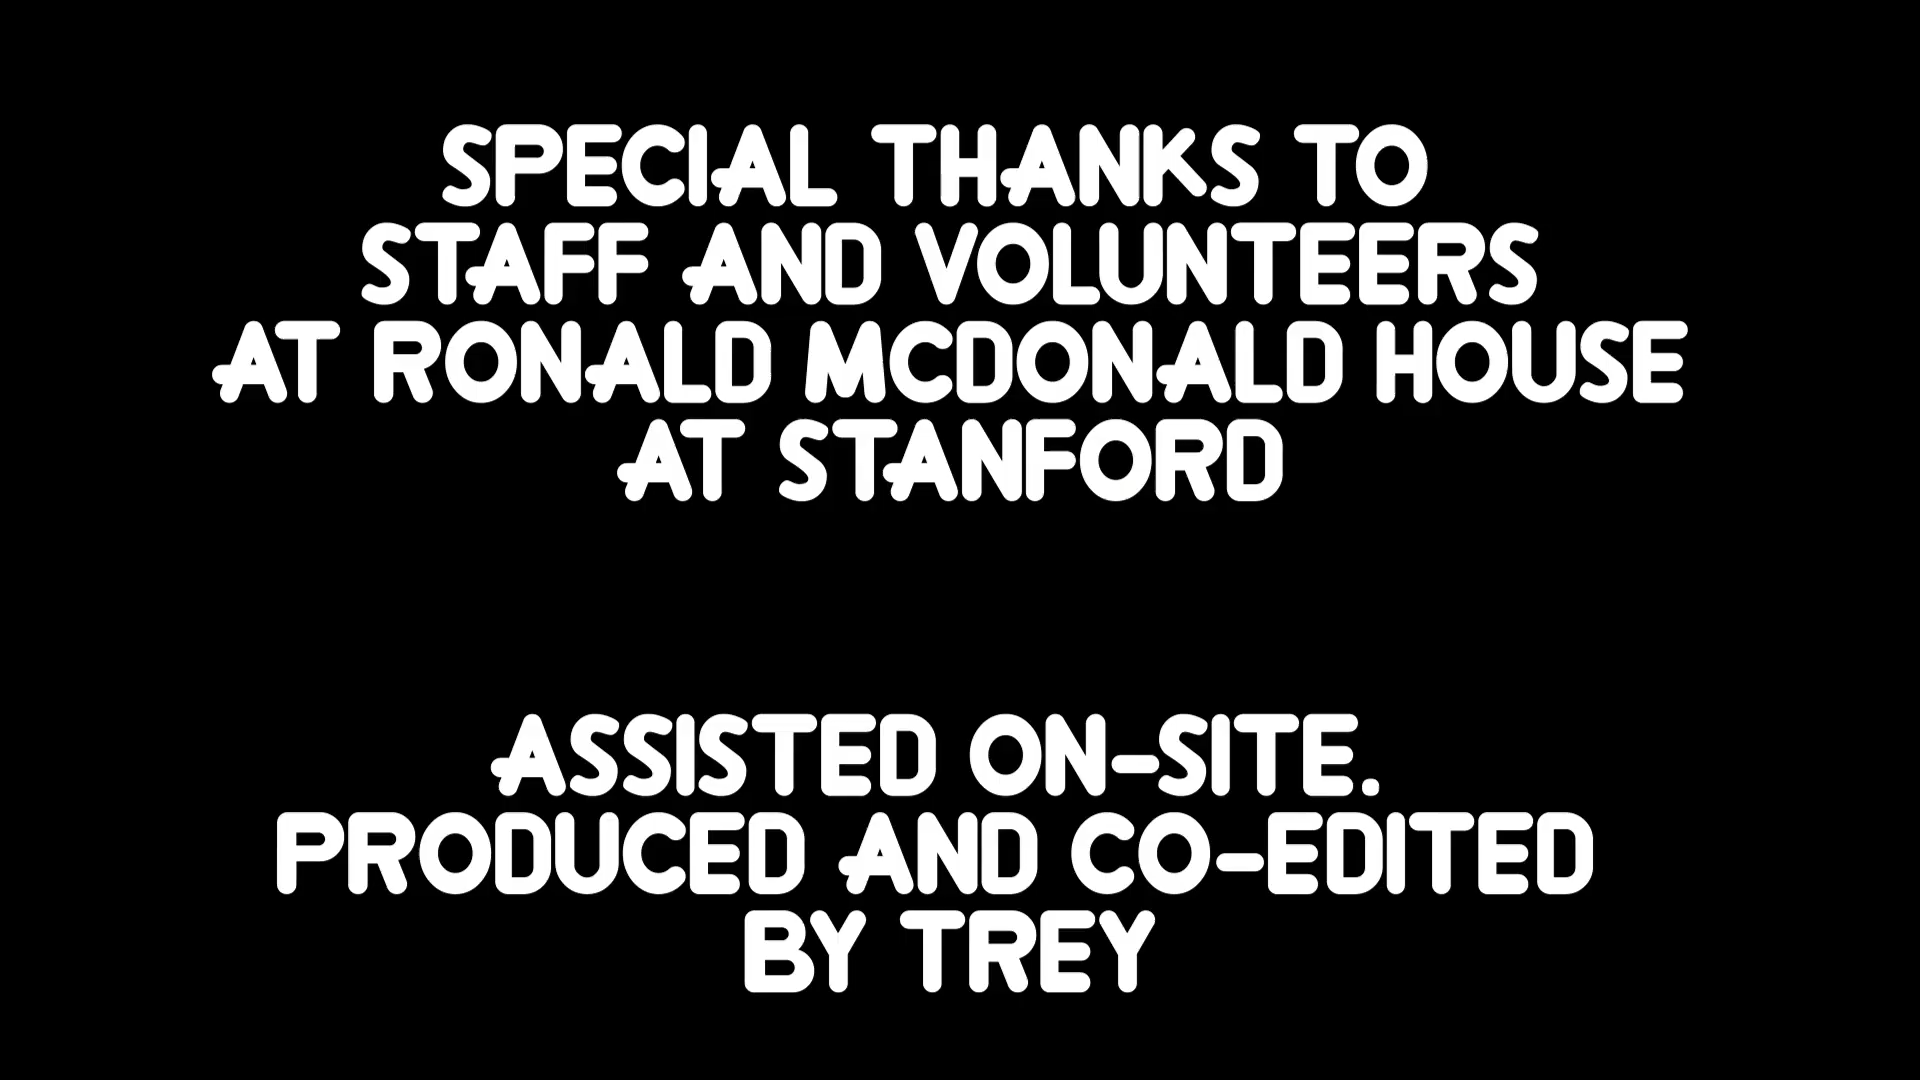 SPECIAL THANKS TO
STAFF AND VOLUNTEERS
AT RONALD MCDONALD HOUSE
AT STANFORD
ASSISTED ON-SITE.
PRODUCED AND CO-EDITED
BY TREY